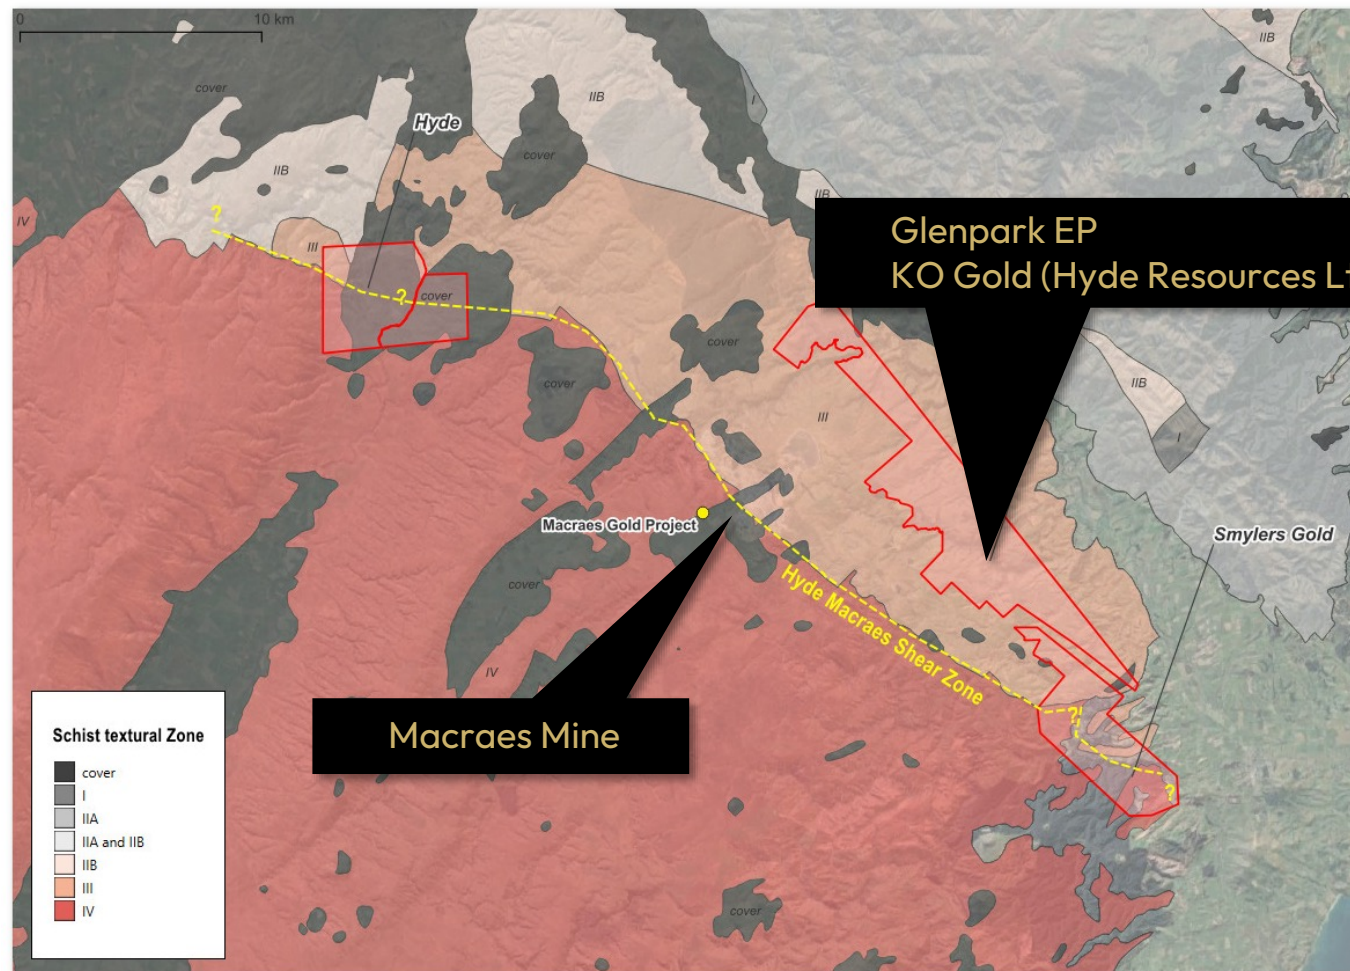 0
10 km
IIB
cover
IIB
I
Hyde
cover
IIB
IIB
IV
?
III
Glenpark EP
KO Gold (Hyde Resources Lt
?
cover
cover
cover
IIB
III
I
Macraes Gold Project
Smylers Gold
cover
Hyde Macraes Shear Zone
IV
?
Macraes Mine
?
cover
Schist textural Zone
cover
I
IIA
IIA and IIB
IIB
III
IV